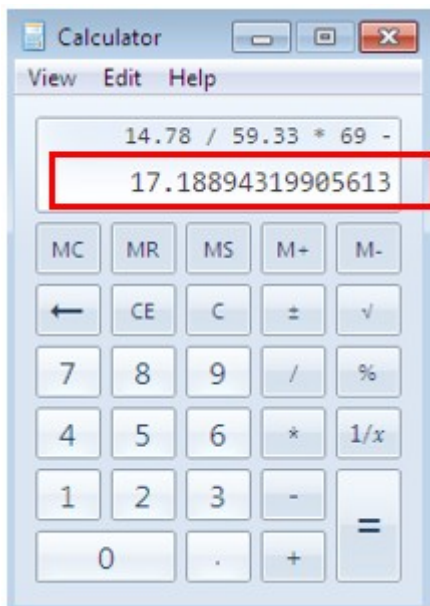 Calculator
View Edit Help
14.78 / 59.33 * 69 -
17.18894319905613
MC MR MS M+ M-
← CE C ± √
7 8 9 / %
4 5 6 * 1/x
1 2 3 - =
0 . +